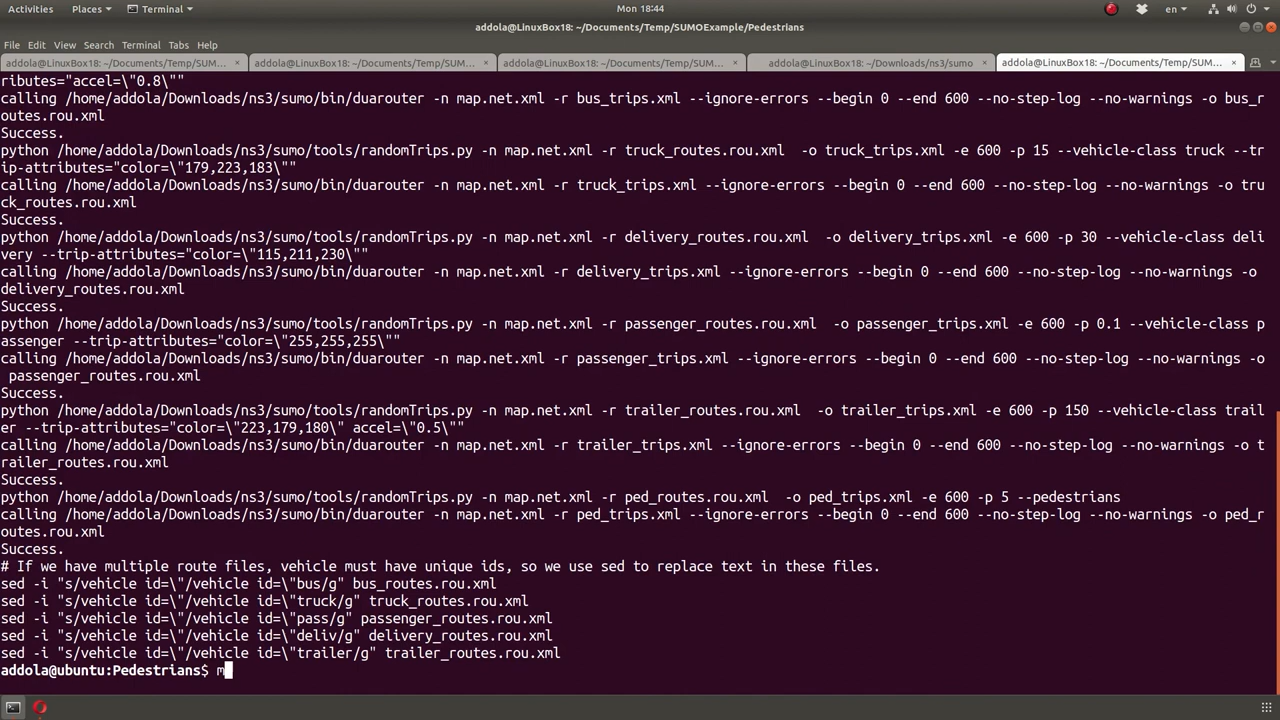 Activities Places Terminal Mon 18:44 en
addola@LinuxBox18: ~/Documents/Temp/SUMOExample/Pedestrians
File Edit View Search Terminal Tabs Help
addola@LinuxBox18: ~/Documents/Temp/SUM... addola@LinuxBox18: ~/Documents/Temp/SUM... addola@LinuxBox18: ~/Documents/Temp/SUM... addola@LinuxBox18: ~/Downloads/ns3/sumo addola@LinuxBox18: ~/Documents/Temp/SUM...
ributes="accel=\"0.8\""
calling /home/addola/Downloads/ns3/sumo/bin/duarouter -n map.net.xml -r bus_trips.xml --ignore-errors --begin 0 --end 600 --no-step-log --no-warnings -o bus_r
outes.rou.xml
Success.
python /home/addola/Downloads/ns3/sumo/tools/randomTrips.py -n map.net.xml -r truck_routes.rou.xml  -o truck_trips.xml -e 600 -p 15 --vehicle-class truck --tr
ip-attributes="color=\"179,223,183\""
calling /home/addola/Downloads/ns3/sumo/bin/duarouter -n map.net.xml -r truck_trips.xml --ignore-errors --begin 0 --end 600 --no-step-log --no-warnings -o tru
ck_routes.rou.xml
Success.
python /home/addola/Downloads/ns3/sumo/tools/randomTrips.py -n map.net.xml -r delivery_routes.rou.xml  -o delivery_trips.xml -e 600 -p 30 --vehicle-class deli
very --trip-attributes="color=\"115,211,230\""
calling /home/addola/Downloads/ns3/sumo/bin/duarouter -n map.net.xml -r delivery_trips.xml --ignore-errors --begin 0 --end 600 --no-step-log --no-warnings -o
delivery_routes.rou.xml
Success.
python /home/addola/Downloads/ns3/sumo/tools/randomTrips.py -n map.net.xml -r passenger_routes.rou.xml  -o passenger_trips.xml -e 600 -p 0.1 --vehicle-class p
assenger --trip-attributes="color=\"255,255,255\""
calling /home/addola/Downloads/ns3/sumo/bin/duarouter -n map.net.xml -r passenger_trips.xml --ignore-errors --begin 0 --end 600 --no-step-log --no-warnings -o
 passenger_routes.rou.xml
Success.
python /home/addola/Downloads/ns3/sumo/tools/randomTrips.py -n map.net.xml -r trailer_routes.rou.xml  -o trailer_trips.xml -e 600 -p 150 --vehicle-class trail
er --trip-attributes="color=\"223,179,180\" accel=\"0.5\""
calling /home/addola/Downloads/ns3/sumo/bin/duarouter -n map.net.xml -r trailer_trips.xml --ignore-errors --begin 0 --end 600 --no-step-log --no-warnings -o t
railer_routes.rou.xml
Success.
python /home/addola/Downloads/ns3/sumo/tools/randomTrips.py -n map.net.xml -r ped_routes.rou.xml  -o ped_trips.xml -e 600 -p 5 --pedestrians
calling /home/addola/Downloads/ns3/sumo/bin/duarouter -n map.net.xml -r ped_trips.xml --ignore-errors --begin 0 --end 600 --no-step-log --no-warnings -o ped_r
outes.rou.xml
Success.
# If we have multiple route files, vehicle must have unique ids, so we use sed to replace text in these files.
sed -i "s/vehicle id=\"/vehicle id=\"bus/g" bus_routes.rou.xml
sed -i "s/vehicle id=\"/vehicle id=\"truck/g" truck_routes.rou.xml
sed -i "s/vehicle id=\"/vehicle id=\"pass/g" passenger_routes.rou.xml
sed -i "s/vehicle id=\"/vehicle id=\"deliv/g" delivery_routes.rou.xml
sed -i "s/vehicle id=\"/vehicle id=\"trailer/g" trailer_routes.rou.xml
addola@ubuntu:Pedestrians$ m